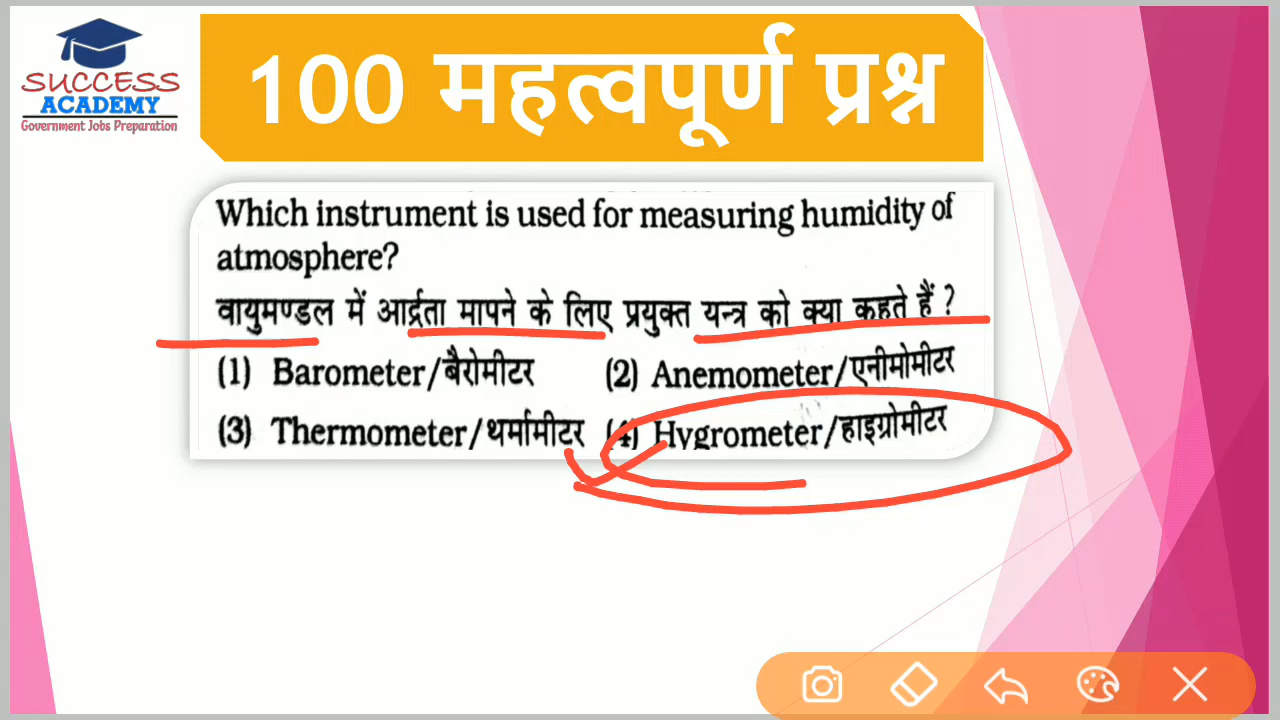 SUCCESS
ACADEMY
Government Jobs Preparation
100 महत्वपूर्ण प्रश्न
Which instrument is used for measuring humidity of
atmosphere?
वायुमण्डल में आर्द्रता मापने के लिए प्रयुक्त यन्त्र को क्या कहते हैं ?
(1) Barometer/बैरोमीटर (2) Anemometer/एनीमोमीटर
(3) Thermometer/थर्मामीटर (4) Hygrometer/हाइग्रोमीटर